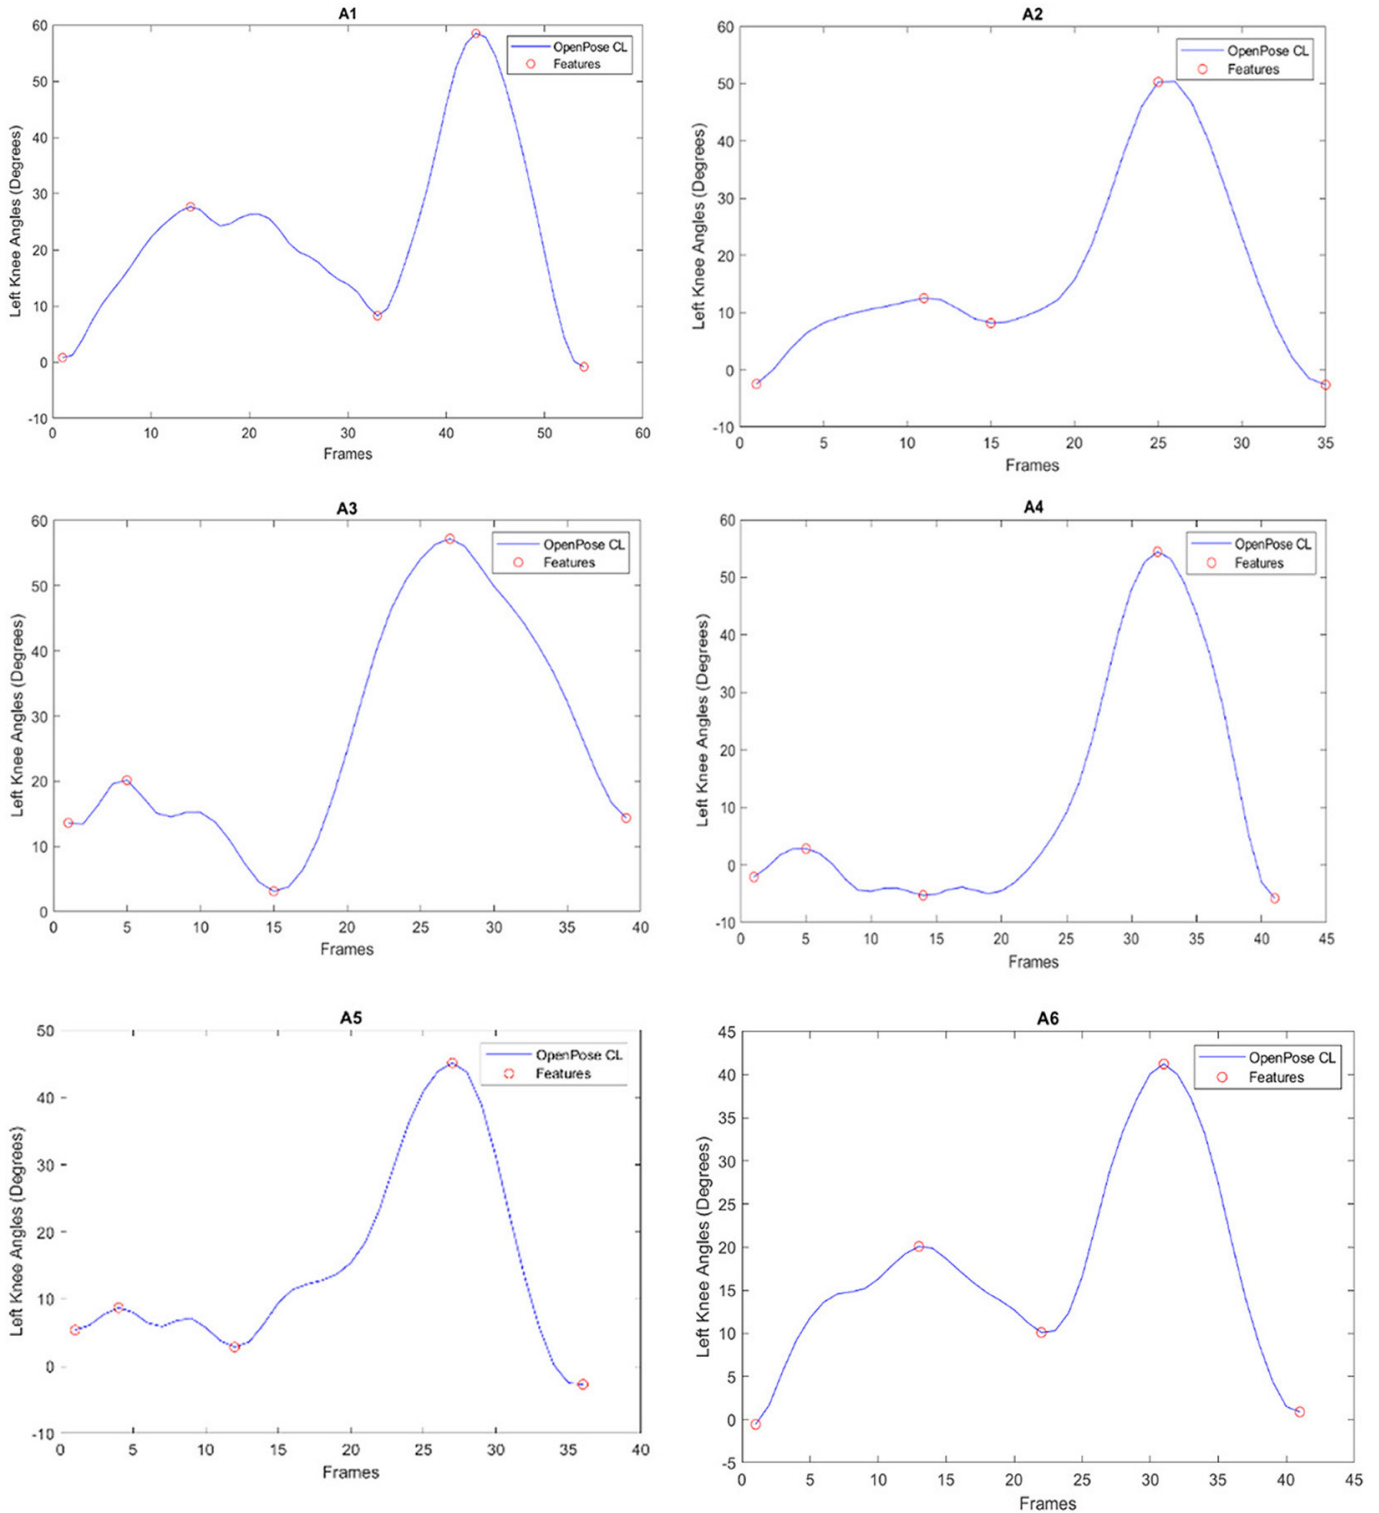 A1
60
50
40
30
20
10
0
-10
Left Knee Angles (Degrees)
OpenPose CL
Features
0 10 20 30 40 50 60
Frames
A2
60
50
40
30
20
10
0
-10
Left Knee Angles (Degrees)
OpenPose CL
Features
0 5 10 15 20 25 30 35
Frames
A3
60
50
40
30
20
10
0
Left Knee Angles (Degrees)
OpenPose CL
Features
0 5 10 15 20 25 30 35 40
Frames
A4
60
50
40
30
20
10
0
-10
Left Knee Angles (Degrees)
OpenPose CL
Features
0 5 10 15 20 25 30 35 40 45
Frames
A5
50
40
30
20
10
0
-10
Left Knee Angles (Degrees)
OpenPose CL
Features
0 5 10 15 20 25 30 35 40
Frames
A6
45
40
35
30
25
20
15
10
5
0
-5
Left Knee Angles (Degrees)
OpenPose CL
Features
0 5 10 15 20 25 30 35 40 45
Frames